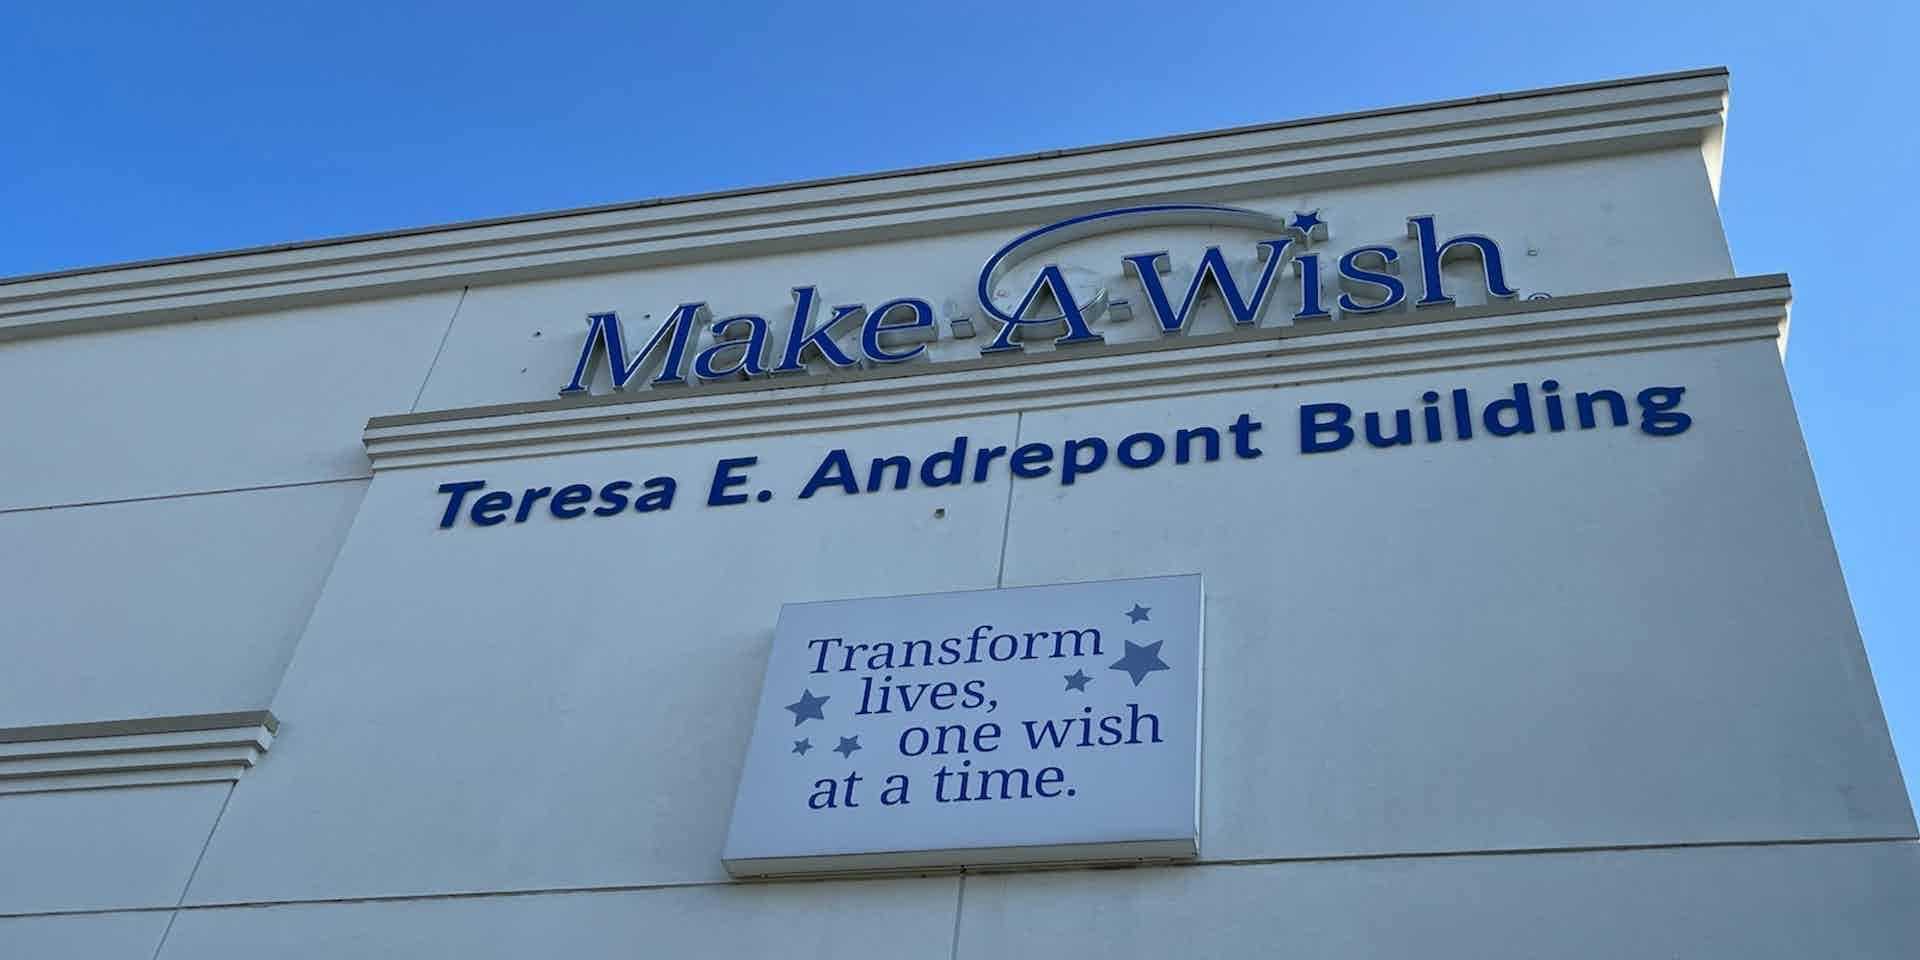 Make-A-Wish®
Teresa E. Andrepont Building
Transform
lives,
one wish
at a time.